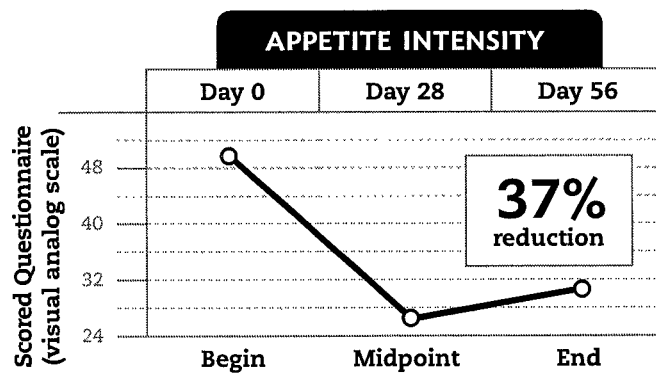 APPETITE INTENSITY
Day 0 Day 28 Day 56
Scored Questionnaire
(visual analog scale)
48
40
32
24
37%
reduction
Begin Midpoint End